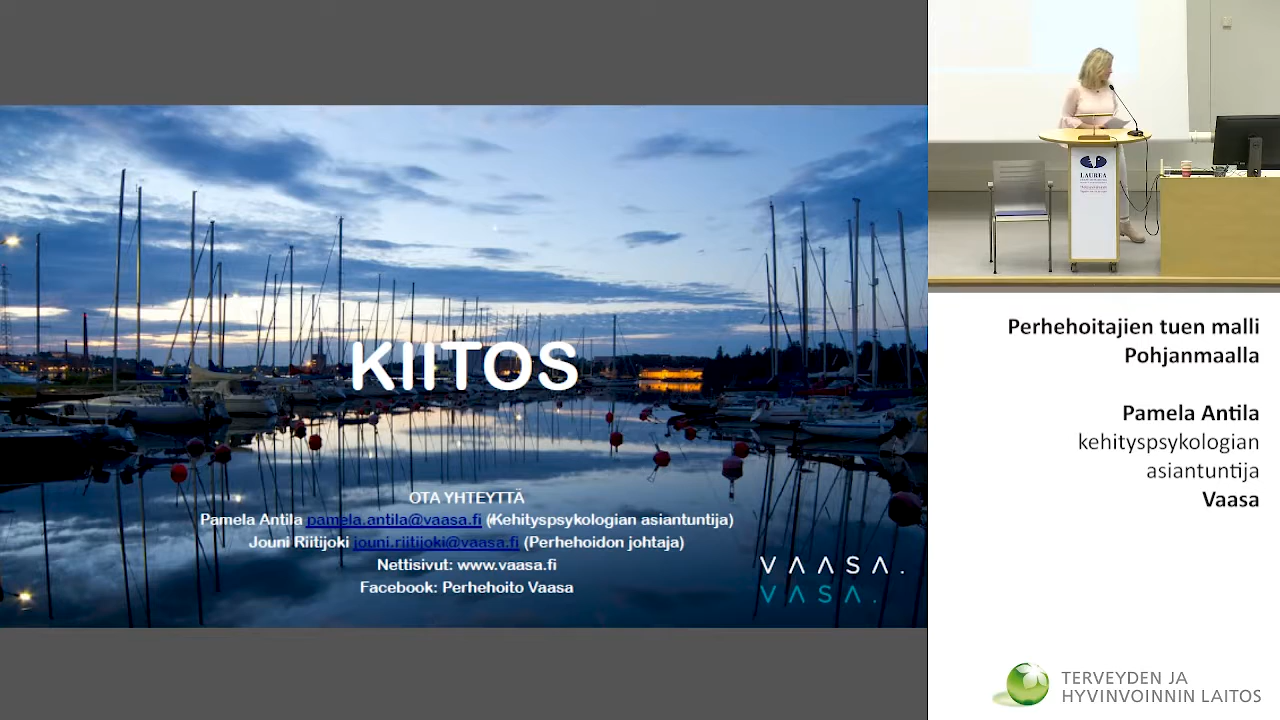 KIITOS
OTA YHTEYTTÄ
Pamela Antila pamela.antila@vaasa.fi (Kehityspsykologian asiantuntija)
Jouni Riitijoki jouni.riitijoki@vaasa.fi (Perhehoidon johtaja)
Nettisivut: www.vaasa.fi
Facebook: Perhehoito Vaasa
VAASA.
VASA.
LAUREA
Perhehoitajien tuen malli
Pohjanmaalla
Pamela Antila
kehityspsykologian
asiantuntija
Vaasa
TERVEYDEN JA
HYVINVOINNIN LAITOS